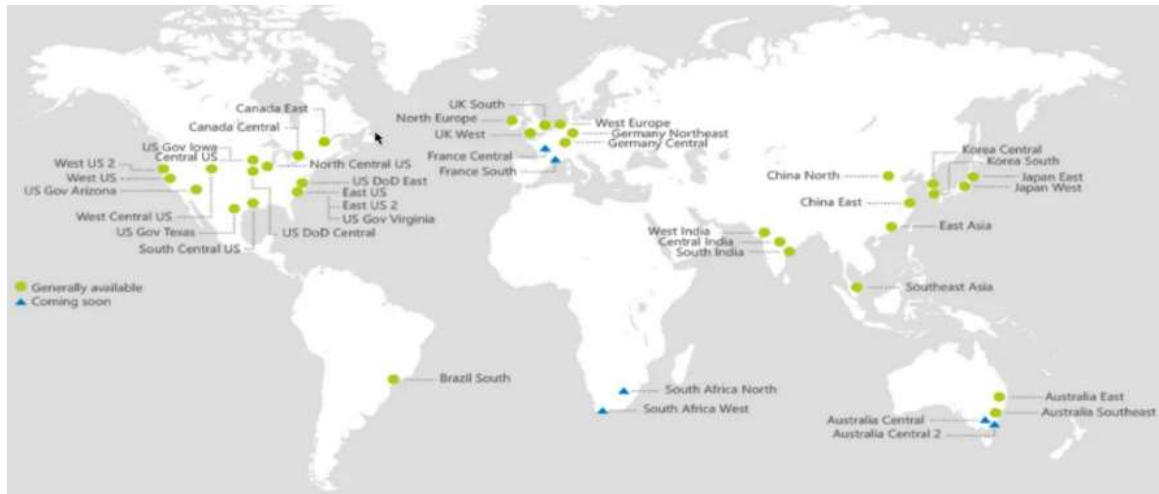 Canada East
Canada Central
US Gov Iowa
Central US
West US 2
West US
US Gov Arizona
West Central US
US Gov Texas
South Central US
North Central US
US DoD East
East US
East US 2
US Gov Virginia
US DoD Central
UK South
North Europe
UK West
West Europe
Germany Northeast
Germany Central
France Central
France South
Korea Central
Korea South
China North
Japan East
Japan West
China East
East Asia
West India
Central India
South India
Southeast Asia
Generally available
Coming soon
Brazil South
South Africa North
South Africa West
Australia East
Australia Southeast
Australia Central
Australia Central 2